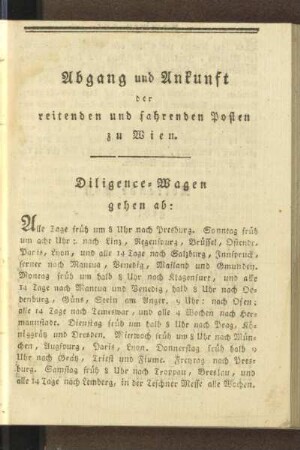 Abgang und Ankunft
der
reitenden und fahrenden Posten
zu Wien.
Diligence-Wagen
gehen ab:
Alle Tage früh um 8 Uhr nach Presburg. Sonntag früh
um acht Uhr: nach Linz, Regensburg, Brüssel, Ostende,
Paris, Lyon, und alle 14 Tage nach Salzburg, Innspruck,
ferner nach Mantua, Venedig, Mailand und Gmunden.
Montag früh um halb 8 Uhr nach Klagenfurt, und alle
14 Tage nach Mantua und Venedig, halb 8 Uhr nach Oe-
denburg, Güns, Stein am Anger. 9 Uhr: nach Ofen;
alle 14 Tage nach Temeswar, und alle 4 Wochen nach Her-
mannstadt. Dienstag früh um halb 8 Uhr nach Prag, Kö-
niggrätz und Dresden. Mittwoch früh um 8 Uhr nach Mün-
chen, Augsburg, Paris, Lyon. Donnerstag früh halb 9
Uhr nach Grätz, Triest und Fiume. Freytag nach Pres-
burg. Samstag früh 8 Uhr nach Troppau, Breslau, und
alle 14 Tage nach Lemberg, in der Teschner Messe alle Wochen.